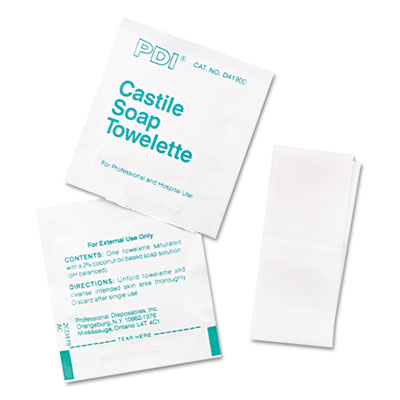 PDI® CAT. NO. D41900
Castile
Soap
Towelette
For Professional and Hospital Use
For External Use Only
CONTENTS: One towelette saturated
with a 2% coconut oil based soap solution
(pH balanced)
DIRECTIONS: Unfold towelette and
cleanse intended skin area thoroughly
Discard after single use.
Professional Disposables, Inc.
Orangeburg, N.Y. 10962-1376
Mississauga, Ontario L4T 4C1
TEAR HERE